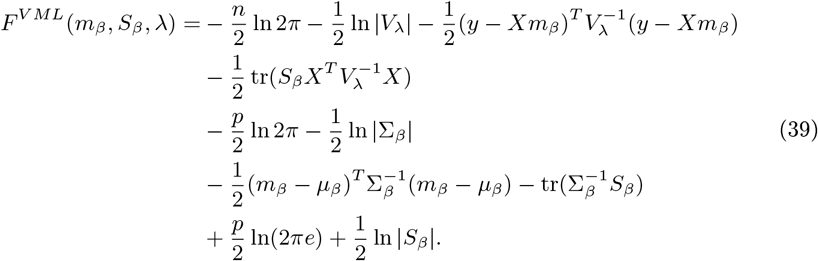 F^{VML}(m_β, S_β, λ) = − n/2 ln 2π − 1/2 ln |V_λ| − 1/2 (y − Xm_β)^T V_λ^{−1} (y − Xm_β)
− 1/2 tr(S_β X^T V_λ^{−1} X)
− p/2 ln 2π − 1/2 ln |Σ_β| (39)
− 1/2 (m_β − μ_β)^T Σ_β^{−1} (m_β − μ_β) − tr(Σ_β^{−1} S_β)
+ p/2 ln(2πe) + 1/2 ln |S_β|.